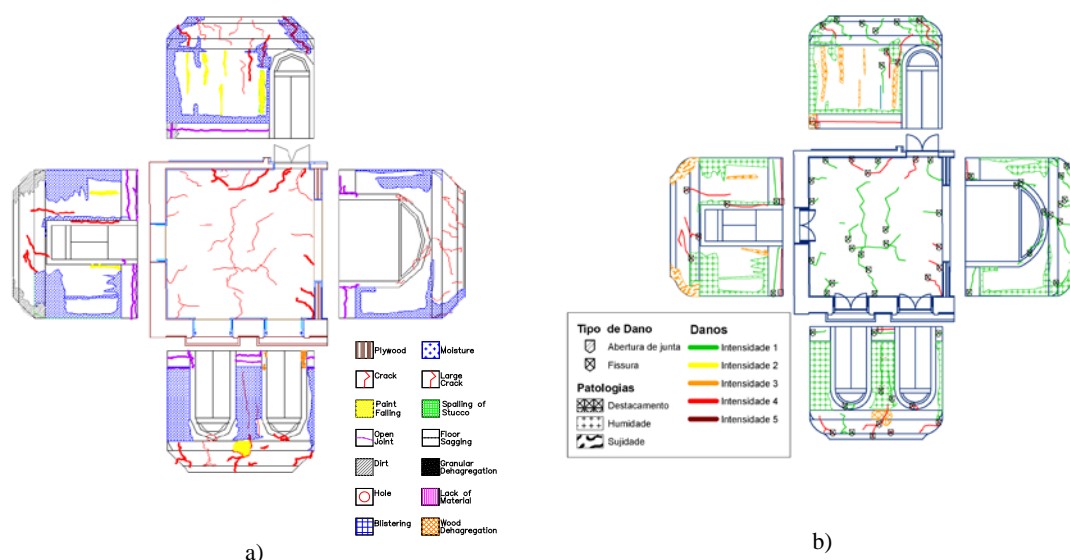 Plywood
Moisture
Crack
Large
Crack
Paint
Falling
Spalling of
Stucco
Open
Joint
Floor
Sagging
Dirt
Granular
Dehagregation
Hole
Lack of
Material
Blistering
Wood
Dehagregation
a)
Tipo de Dano
Abertura de junta
Fissura
Patologias
Destacamento
Humidade
Sujidade
Danos
Intensidade 1
Intensidade 2
Intensidade 3
Intensidade 4
Intensidade 5
b)